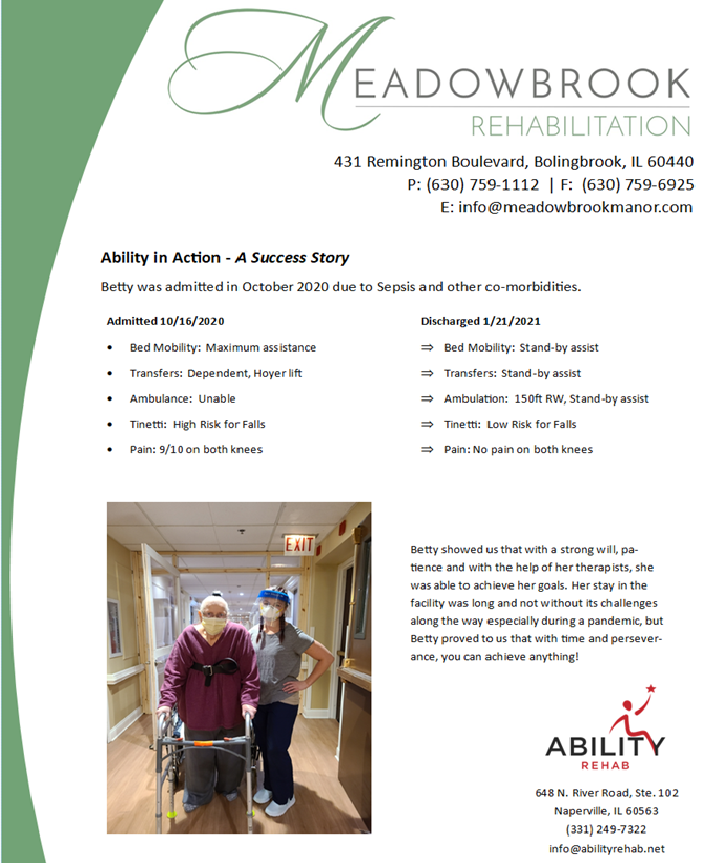 MEADOWBROOK
REHABILITATION
431 Remington Boulevard, Bolingbrook, IL 60440
P: (630) 759-1112 | F: (630) 759-6925
E: info@meadowbrookmanor.com
Ability in Action - A Success Story
Betty was admitted in October 2020 due to Sepsis and other co-morbidities.
Admitted 10/16/2020
• Bed Mobility: Maximum assistance
• Transfers: Dependent, Hoyer lift
• Ambulance: Unable
• Tinetti: High Risk for Falls
• Pain: 9/10 on both knees
Discharged 1/21/2021
⇒ Bed Mobility: Stand-by assist
⇒ Transfers: Stand-by assist
⇒ Ambulation: 150ft RW, Stand-by assist
⇒ Tinetti: Low Risk for Falls
⇒ Pain: No pain on both knees
EXIT
Betty showed us that with a strong will, pa-
tience and with the help of her therapists, she
was able to achieve her goals. Her stay in the
facility was long and not without its challenges
along the way especially during a pandemic, but
Betty proved to us that with time and persever-
ance, you can achieve anything!
ABILITY
REHAB
648 N. River Road, Ste. 102
Naperville, IL 60563
(331) 249-7322
info@abilityrehab.net